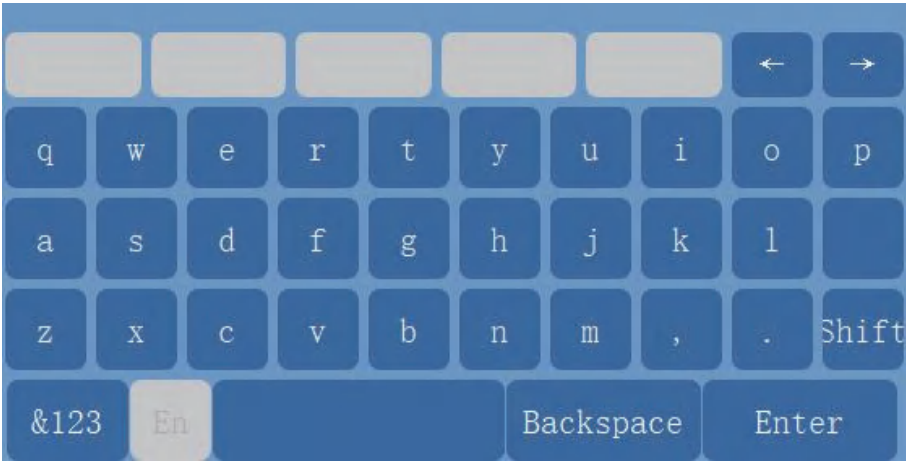 ← →
q w e r t y u i o p
a s d f g h j k l
z x c v b n m , . Shift
&123 En Backspace Enter